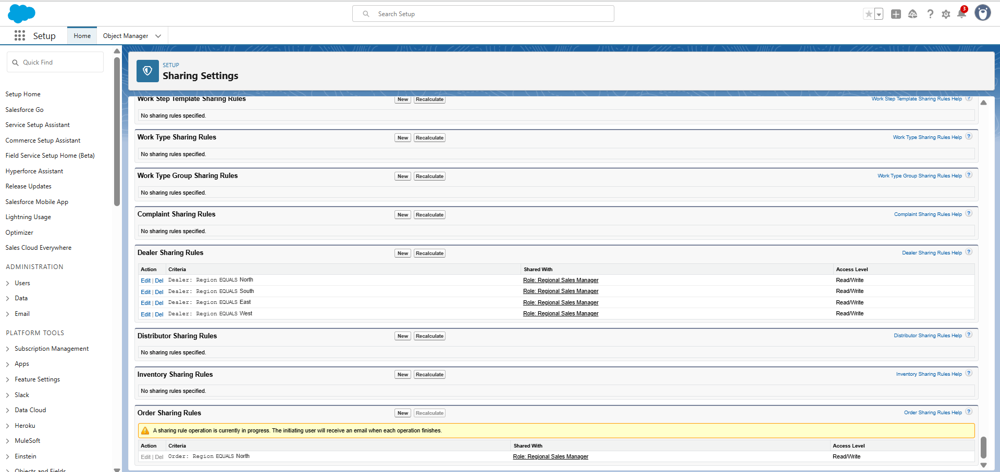 Search Setup
3
Setup
Home
Object Manager
Quick Find
Setup Home
Salesforce Go
Service Setup Assistant
Commerce Setup Assistant
Field Service Setup Home (Beta)
Hyperforce Assistant
Release Updates
Salesforce Mobile App
Lightning Usage
Optimizer
Sales Cloud Everywhere
ADMINISTRATION
Users
Data
Email
PLATFORM TOOLS
Subscription Management
Apps
Feature Settings
Slack
Data Cloud
Heroku
MuleSoft
Einstein
Objects and Fields
SETUP
Sharing Settings
Work Step Template Sharing Rules New Recalculate Work Step Template Sharing Rules Help ?
No sharing rules specified.
Work Type Sharing Rules New Recalculate Work Type Sharing Rules Help ?
No sharing rules specified.
Work Type Group Sharing Rules New Recalculate Work Type Group Sharing Rules Help ?
No sharing rules specified.
Complaint Sharing Rules New Recalculate Complaint Sharing Rules Help ?
No sharing rules specified.
Dealer Sharing Rules New Recalculate Dealer Sharing Rules Help ?
Action Criteria Shared With Access Level
Edit | Del Dealer: Region EQUALS North Role: Regional Sales Manager Read/Write
Edit | Del Dealer: Region EQUALS South Role: Regional Sales Manager Read/Write
Edit | Del Dealer: Region EQUALS East Role: Regional Sales Manager Read/Write
Edit | Del Dealer: Region EQUALS West Role: Regional Sales Manager Read/Write
Distributor Sharing Rules New Recalculate Distributor Sharing Rules Help ?
No sharing rules specified.
Inventory Sharing Rules New Recalculate Inventory Sharing Rules Help ?
No sharing rules specified.
Order Sharing Rules New Recalculate Order Sharing Rules Help ?
A sharing rule operation is currently in progress. The initiating user will receive an email when each operation finishes.
Action Criteria Shared With Access Level
Edit | Del Order: Region EQUALS North Role: Regional Sales Manager Read/Write